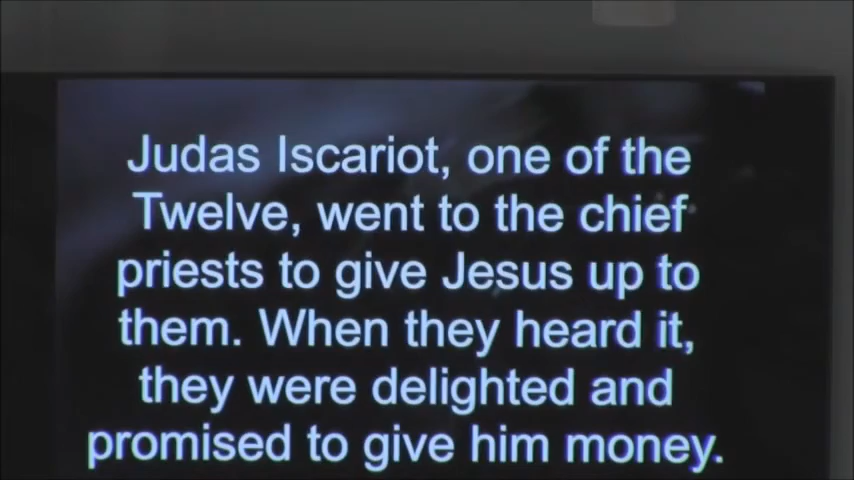 Judas Iscariot, one of the
Twelve, went to the chief
priests to give Jesus up to
them. When they heard it,
they were delighted and
promised to give him money.